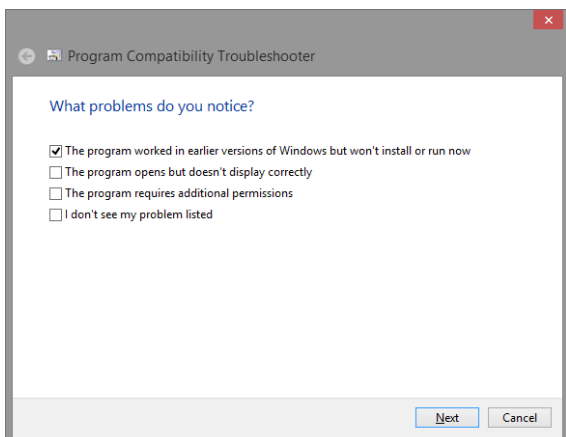 Program Compatibility Troubleshooter
What problems do you notice?
The program worked in earlier versions of Windows but won't install or run now
The program opens but doesn't display correctly
The program requires additional permissions
I don't see my problem listed
Next Cancel